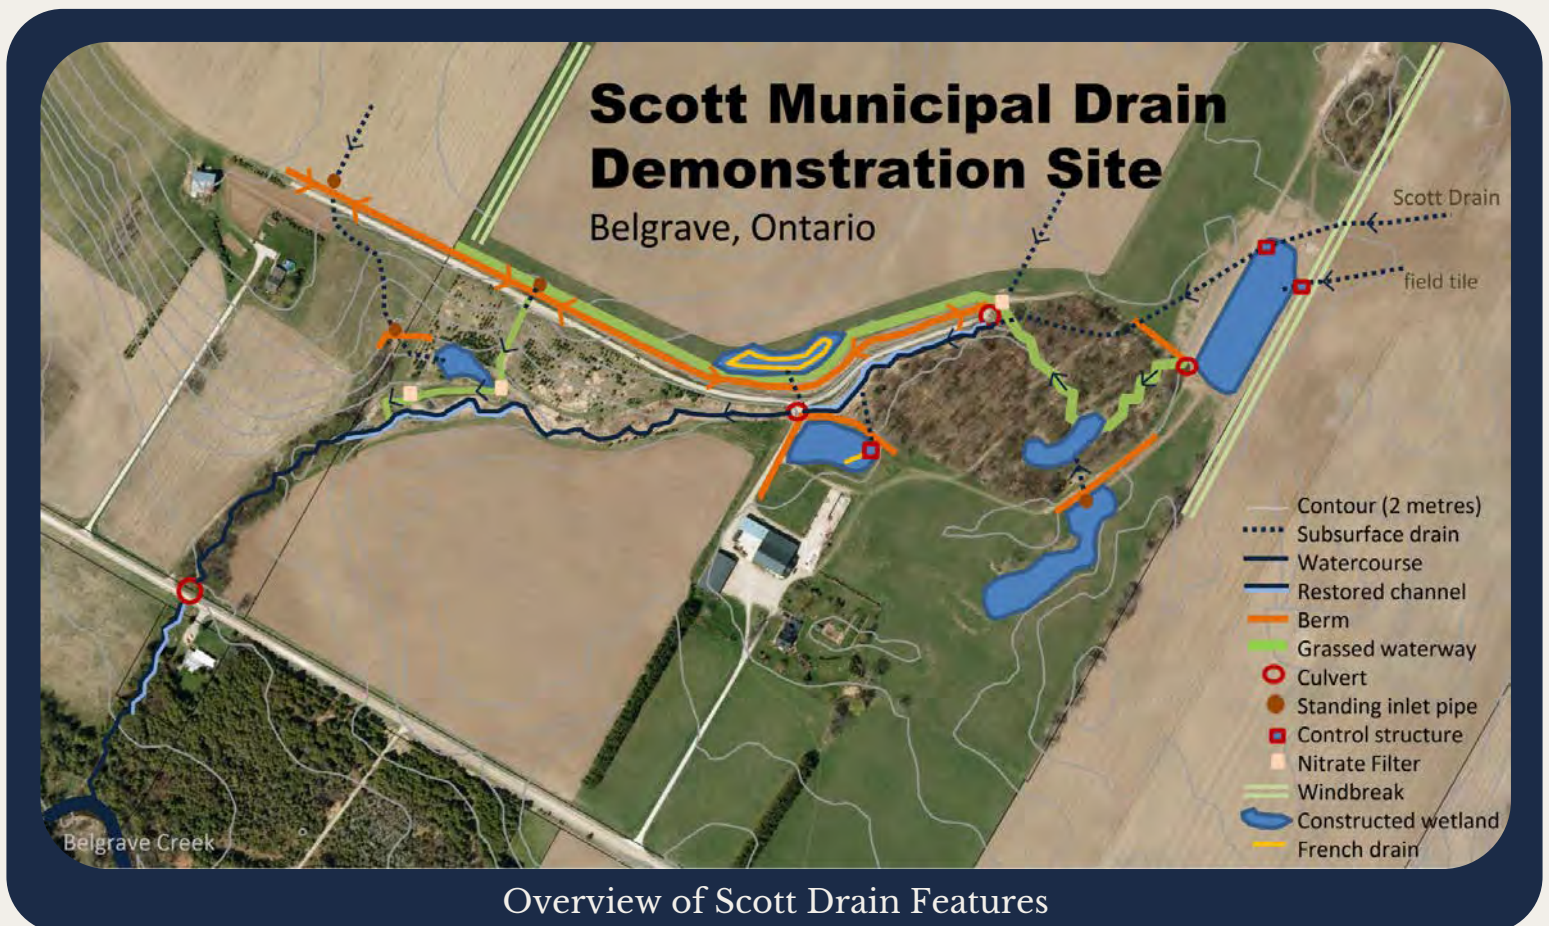 Scott Municipal Drain
Demonstration Site
Belgrave, Ontario
Scott Drain
field tile
Contour (2 metres)
Subsurface drain
Watercourse
Restored channel
Berm
Grassed waterway
Culvert
Standing inlet pipe
Control structure
Nitrate Filter
Windbreak
Constructed wetland
French drain
Belgrave Creek
Overview of Scott Drain Features